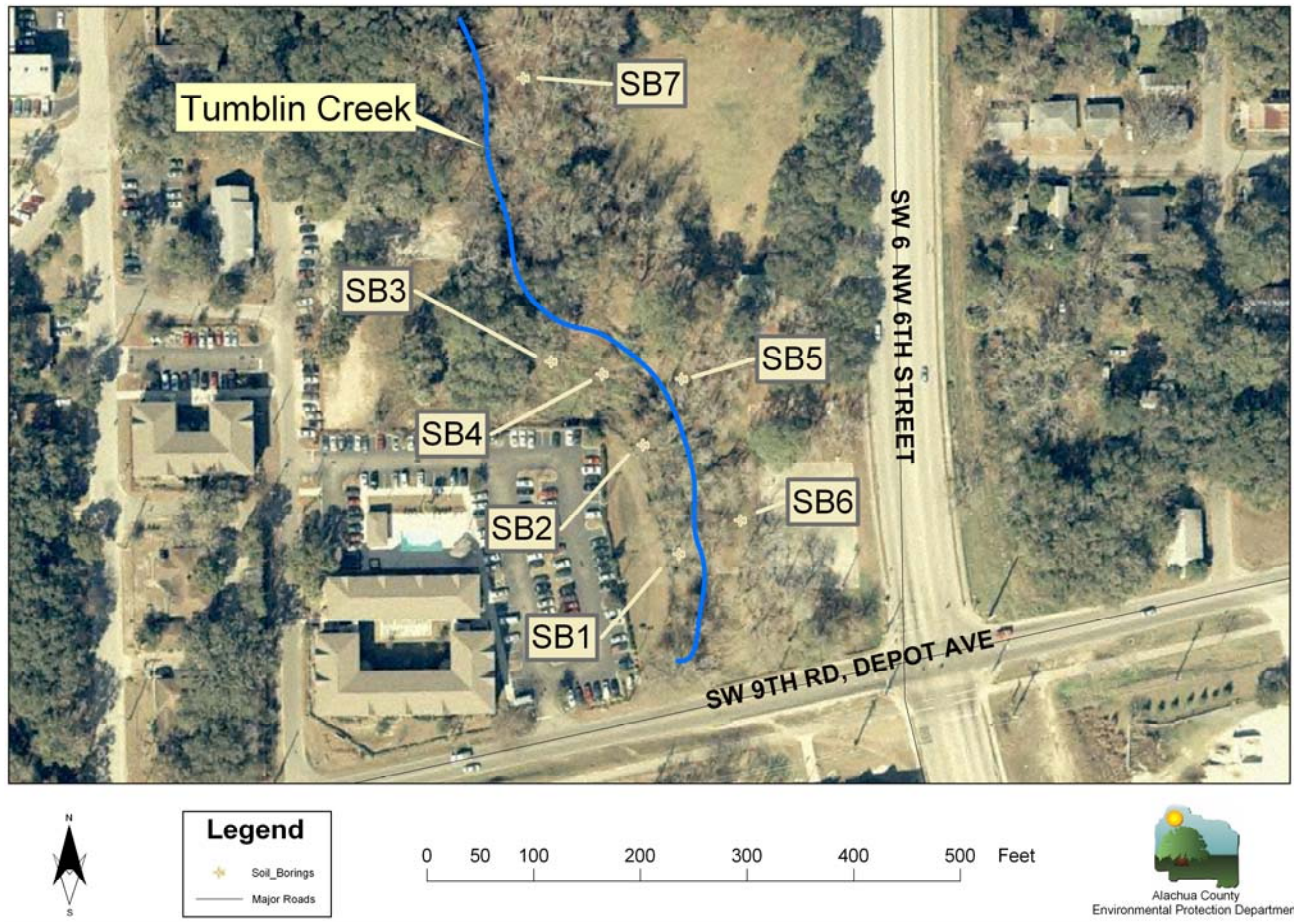 SB7
Tumblin Creek
SW 6 NW 6TH STREET
SB3
SB5
SB4
SB6
SB2
SB1
SW 9TH RD, DEPOT AVE
N
S
Legend
Soil_Borings
Major Roads
0 50 100 200 300 400 500 Feet
Alachua County
Environmental Protection Departmen